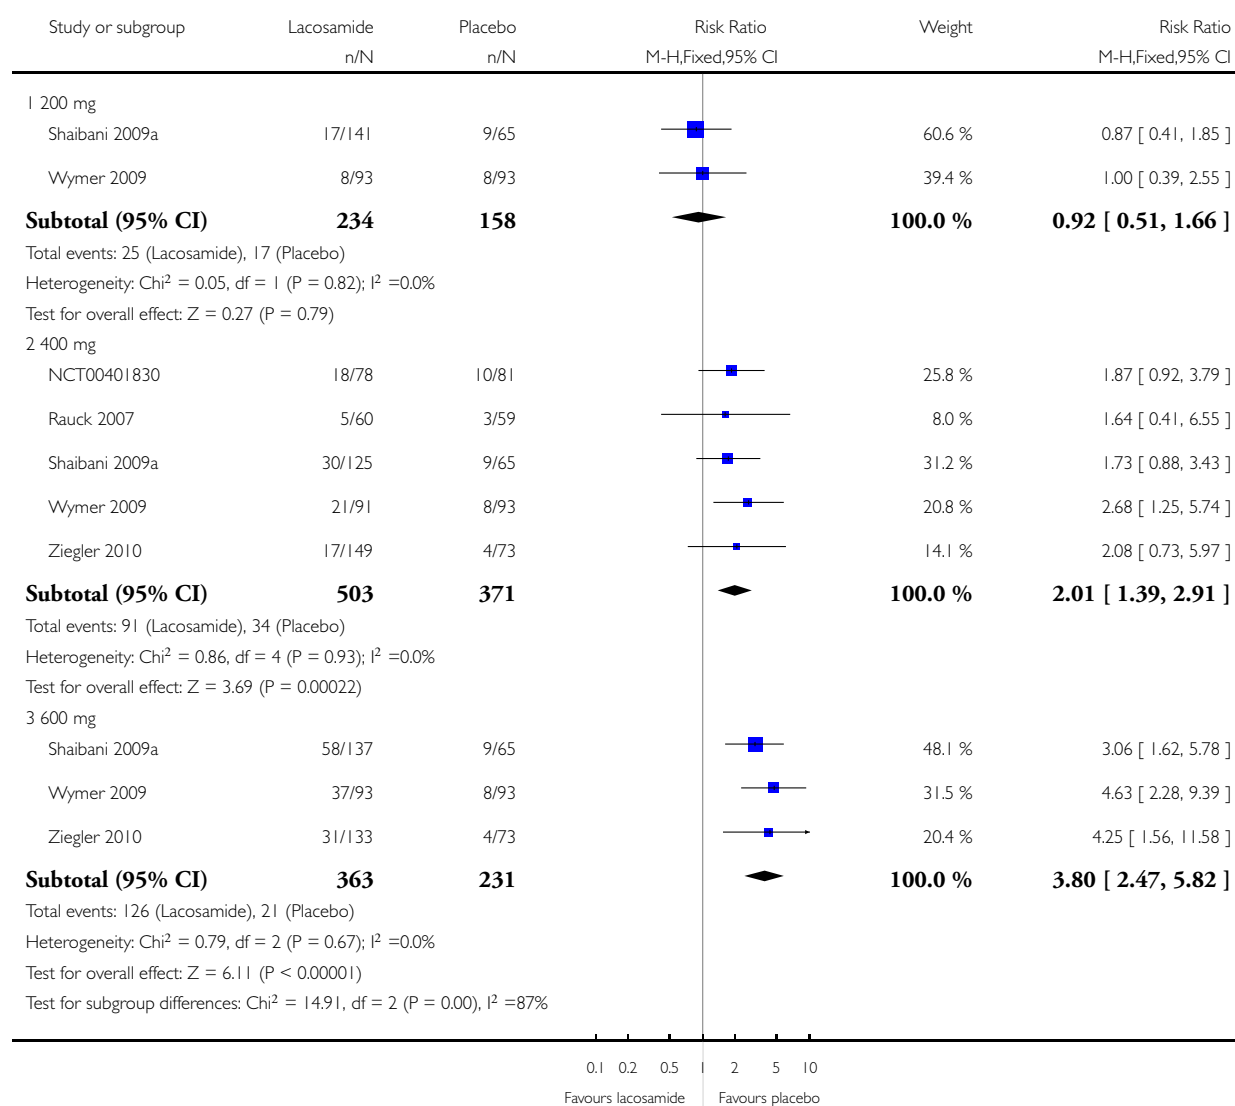 Study or subgroup Lacosamide Placebo Risk Ratio Weight Risk Ratio
n/N n/N M-H,Fixed,95% CI M-H,Fixed,95% CI
1 200 mg
Shaibani 2009a 17/141 9/65 60.6 % 0.87 [ 0.41, 1.85 ]
Wymer 2009 8/93 8/93 39.4 % 1.00 [ 0.39, 2.55 ]
Subtotal (95% CI) 234 158 100.0 % 0.92 [ 0.51, 1.66 ]
Total events: 25 (Lacosamide), 17 (Placebo)
Heterogeneity: Chi² = 0.05, df = 1 (P = 0.82); I² =0.0%
Test for overall effect: Z = 0.27 (P = 0.79)
2 400 mg
NCT00401830 18/78 10/81 25.8 % 1.87 [ 0.92, 3.79 ]
Rauck 2007 5/60 3/59 8.0 % 1.64 [ 0.41, 6.55 ]
Shaibani 2009a 30/125 9/65 31.2 % 1.73 [ 0.88, 3.43 ]
Wymer 2009 21/91 8/93 20.8 % 2.68 [ 1.25, 5.74 ]
Ziegler 2010 17/149 4/73 14.1 % 2.08 [ 0.73, 5.97 ]
Subtotal (95% CI) 503 371 100.0 % 2.01 [ 1.39, 2.91 ]
Total events: 91 (Lacosamide), 34 (Placebo)
Heterogeneity: Chi² = 0.86, df = 4 (P = 0.93); I² =0.0%
Test for overall effect: Z = 3.69 (P = 0.00022)
3 600 mg
Shaibani 2009a 58/137 9/65 48.1 % 3.06 [ 1.62, 5.78 ]
Wymer 2009 37/93 8/93 31.5 % 4.63 [ 2.28, 9.39 ]
Ziegler 2010 31/133 4/73 20.4 % 4.25 [ 1.56, 11.58 ]
Subtotal (95% CI) 363 231 100.0 % 3.80 [ 2.47, 5.82 ]
Total events: 126 (Lacosamide), 21 (Placebo)
Heterogeneity: Chi² = 0.79, df = 2 (P = 0.67); I² =0.0%
Test for overall effect: Z = 6.11 (P < 0.00001)
Test for subgroup differences: Chi² = 14.91, df = 2 (P = 0.00), I² =87%
0.1 0.2 0.5 1 2 5 10
Favours lacosamide Favours placebo